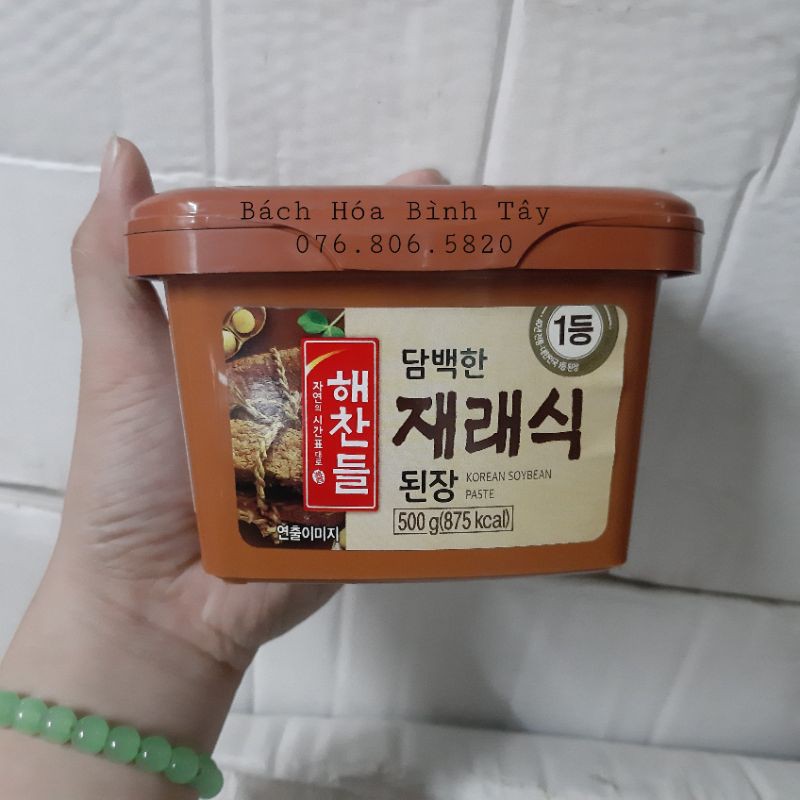 Bách Hóa Bình Tây
076.806.5820
1등
해찬들
자연의 시간표대로
담백한
재래식
된장
KOREAN SOYBEAN
PASTE
500 g(875 kcal)
연출이미지